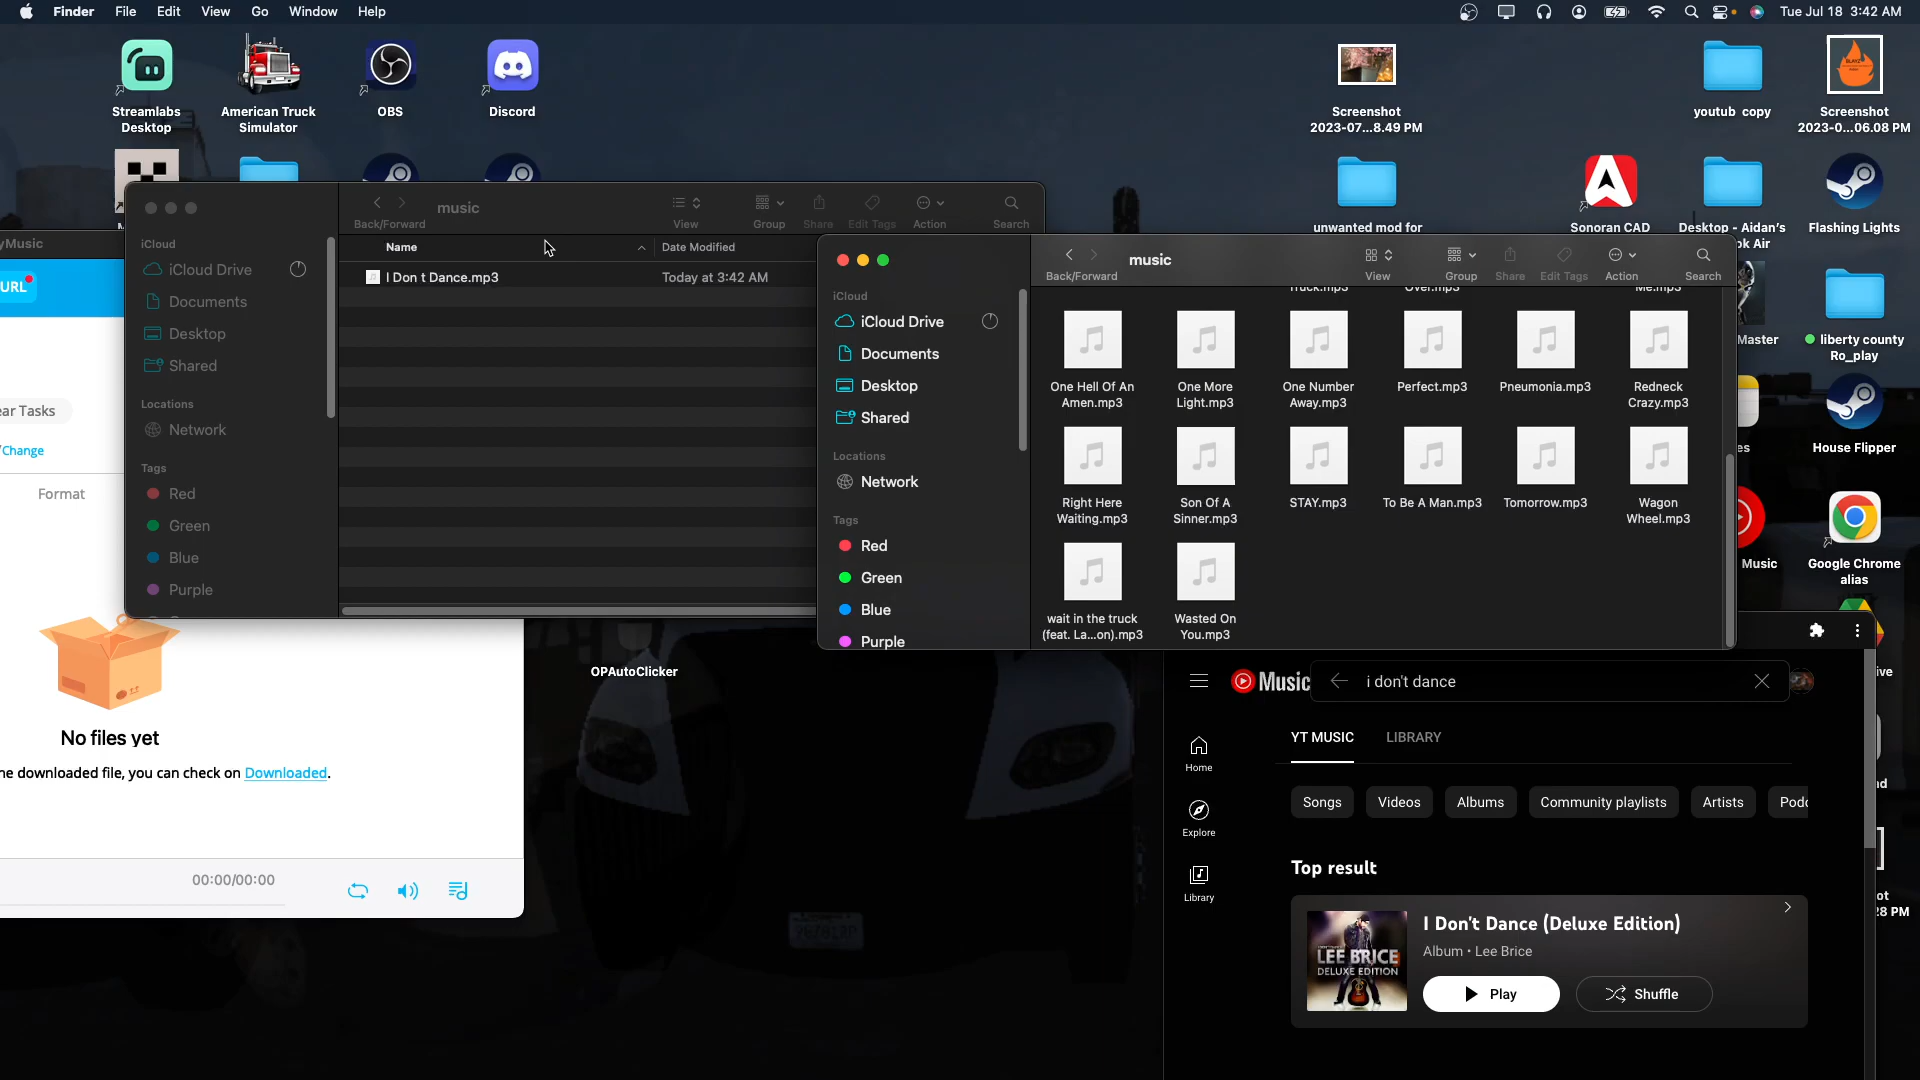 Finder File Edit View Go Window Help
Tue Jul 18 3:42 AM
Streamlabs
Desktop
American Truck
Simulator
OBS
Discord
Screenshot
2023-07...8.49 PM
youtub copy
Screenshot
2023-0...06.08 PM
unwanted mod for
Sonoran CAD
Desktop - Aidan's
ok Air
Flashing Lights
Master
liberty county
Ro_play
es
House Flipper
Music
Google Chrome
alias
ive
nd
ot
28 PM
OPAutoClicker
yMusic
URL
ear Tasks
/Change
Format
No files yet
he downloaded file, you can check on Downloaded.
00:00/00:00
Back/Forward
music
View
Group
Share
Edit Tags
Action
Search
iCloud
iCloud Drive
Documents
Desktop
Shared
Locations
Network
Tags
Red
Green
Blue
Purple
Name
Date Modified
I Don t Dance.mp3
Today at 3:42 AM
Back/Forward
music
View
Group
Share
Edit Tags
Action
Search
iCloud
iCloud Drive
Documents
Desktop
Shared
Locations
Network
Tags
Red
Green
Blue
Purple
Truck.mp3
Over.mp3
Me.mp3
One Hell Of An
Amen.mp3
One More
Light.mp3
One Number
Away.mp3
Perfect.mp3
Pneumonia.mp3
Redneck
Crazy.mp3
Right Here
Waiting.mp3
Son Of A
Sinner.mp3
STAY.mp3
To Be A Man.mp3
Tomorrow.mp3
Wagon
Wheel.mp3
wait in the truck
(feat. La...on).mp3
Wasted On
You.mp3
Music
i don't dance
YT MUSIC
LIBRARY
Home
Explore
Library
Songs
Videos
Albums
Community playlists
Artists
Podc
Top result
LEE BRICE
DELUXE EDITION
I Don't Dance (Deluxe Edition)
Album • Lee Brice
Play
Shuffle